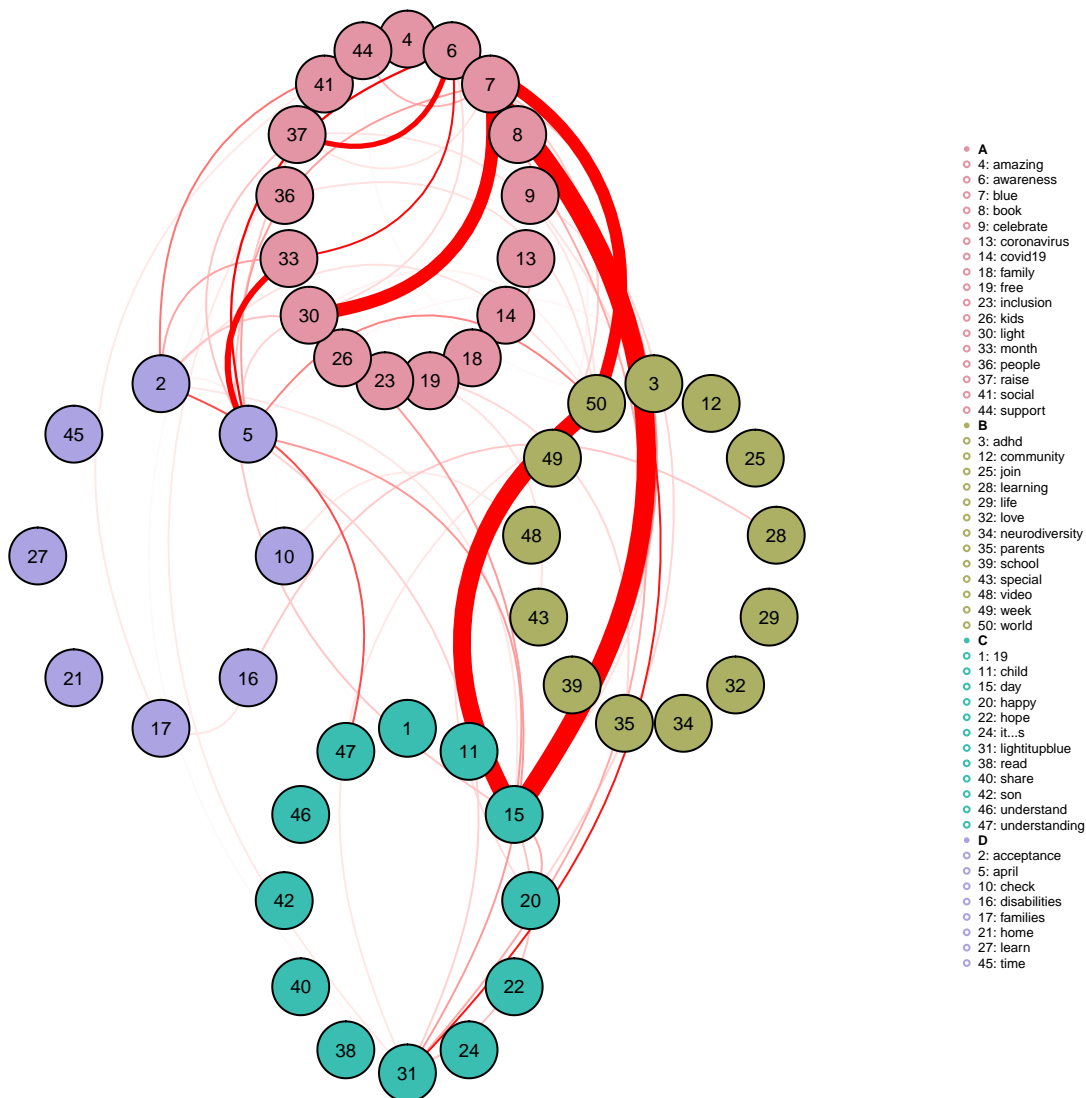 4
44
6
41
7
37
8
36
9
33
13
30
14
26
18
23
19
2
3
50
12
45
5
49
25
27
10
48
28
43
29
21
16
39
32
17
47
1
11
35
34
46
15
42
20
40
22
38
31
24
A
4: amazing
6: awareness
7: blue
8: book
9: celebrate
13: coronavirus
14: covid19
18: family
19: free
23: inclusion
26: kids
30: light
33: month
36: people
37: raise
41: social
44: support
B
3: adhd
12: community
25: join
28: learning
29: life
32: love
34: neurodiversity
35: parents
39: school
43: special
48: video
49: week
50: world
C
1: 19
11: child
15: day
20: happy
22: hope
24: it...s
31: lightitupblue
38: read
40: share
42: son
46: understand
47: understanding
D
2: acceptance
5: april
10: check
16: disabilities
17: families
21: home
27: learn
45: time